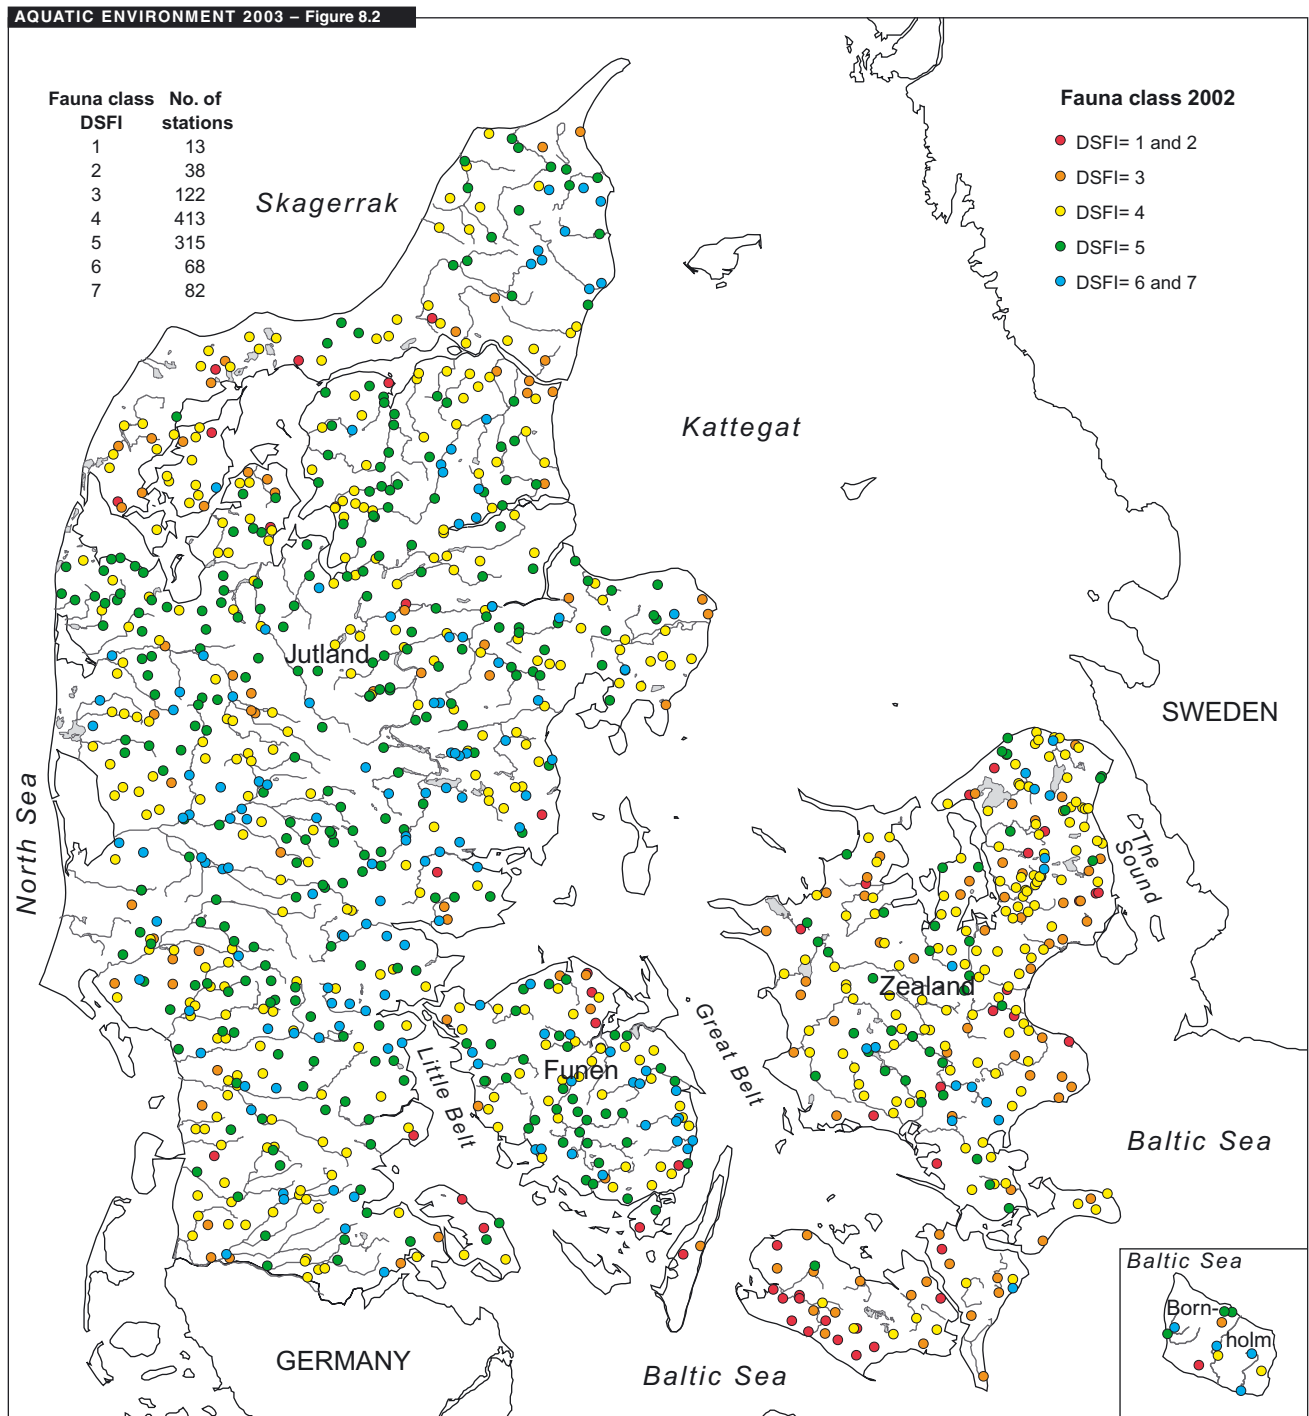 AQUATIC ENVIRONMENT 2003 – Figure 8.2
Fauna class No. of
DSFI stations
1 13
2 38
3 122
4 413
5 315
6 68
7 82
Fauna class 2002
DSFI= 1 and 2
DSFI= 3
DSFI= 4
DSFI= 5
DSFI= 6 and 7
Skagerrak
Kattegat
Jutland
SWEDEN
North Sea
The
Sound
Zealand
Great Belt
Little Belt
Funen
Baltic Sea
Baltic Sea
Born-
holm
GERMANY
Baltic Sea